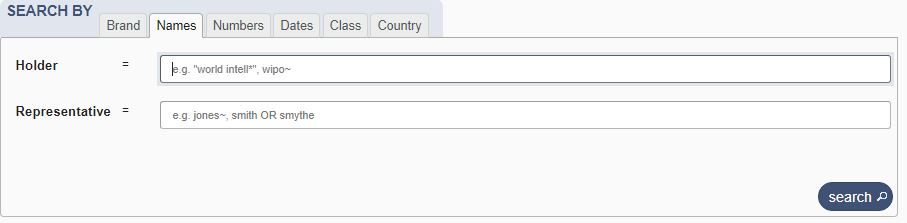 SEARCH BY
Brand Names Numbers Dates Class Country
Holder = e.g. "world intell*", wipo~
Representative = e.g. jones~, smith OR smythe
search